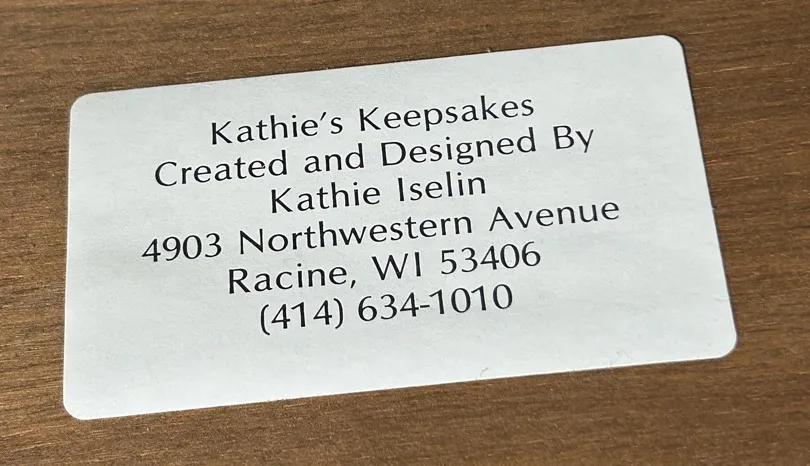 Kathie's Keepsakes
Created and Designed By
Kathie Iselin
4903 Northwestern Avenue
Racine, WI 53406
(414) 634-1010